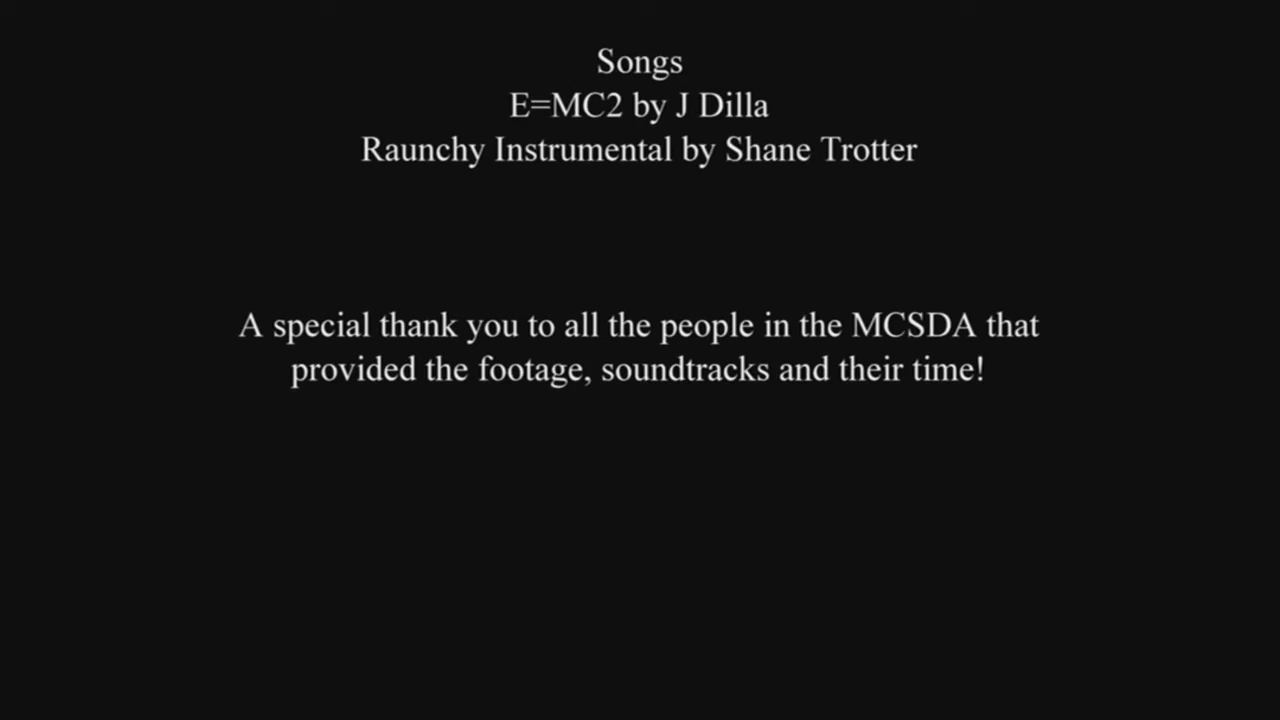 Songs
E=MC2 by J Dilla
Raunchy Instrumental by Shane Trotter
A special thank you to all the people in the MCSDA that
provided the footage, soundtracks and their time!